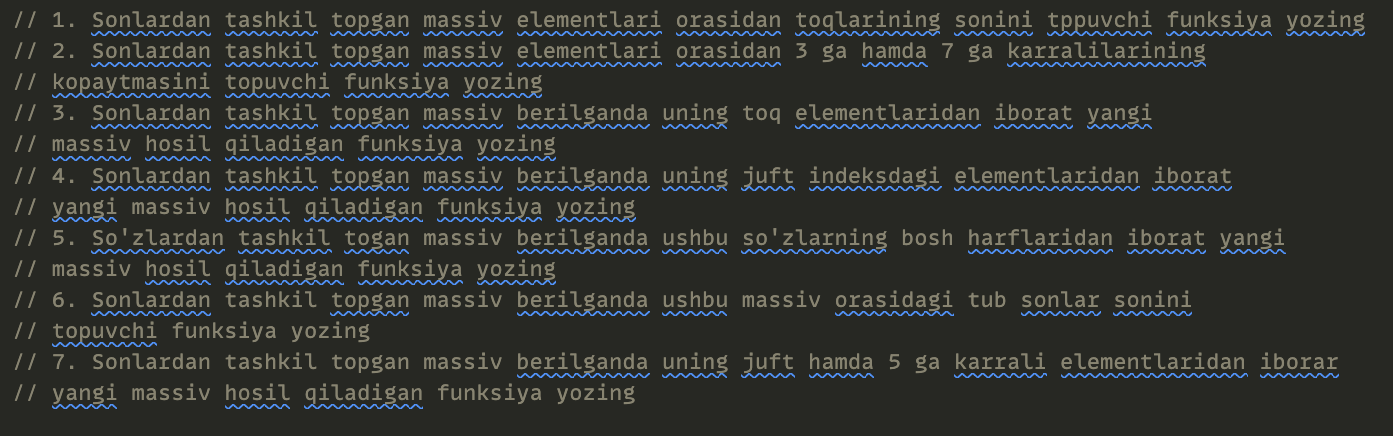 // 1. Sonlardan tashkil topgan massiv elementlari orasidan toqlarining sonini tppuvchi funksiya yozing
// 2. Sonlardan tashkil topgan massiv elementlari orasidan 3 ga hamda 7 ga karralilarining
// kopaytmasini topuvchi funksiya yozing
// 3. Sonlardan tashkil topgan massiv berilganda uning toq elementlaridan iborat yangi
// massiv hosil qiladigan funksiya yozing
// 4. Sonlardan tashkil topgan massiv berilganda uning juft indeksdagi elementlaridan iborat
// yangi massiv hosil qiladigan funksiya yozing
// 5. So'zlardan tashkil togan massiv berilganda ushbu so'zlarning bosh harflaridan iborat yangi
// massiv hosil qiladigan funksiya yozing
// 6. Sonlardan tashkil topgan massiv berilganda ushbu massiv orasidagi tub sonlar sonini
// topuvchi funksiya yozing
// 7. Sonlardan tashkil topgan massiv berilganda uning juft hamda 5 ga karrali elementlaridan iborar
// yangi massiv hosil qiladigan funksiya yozing